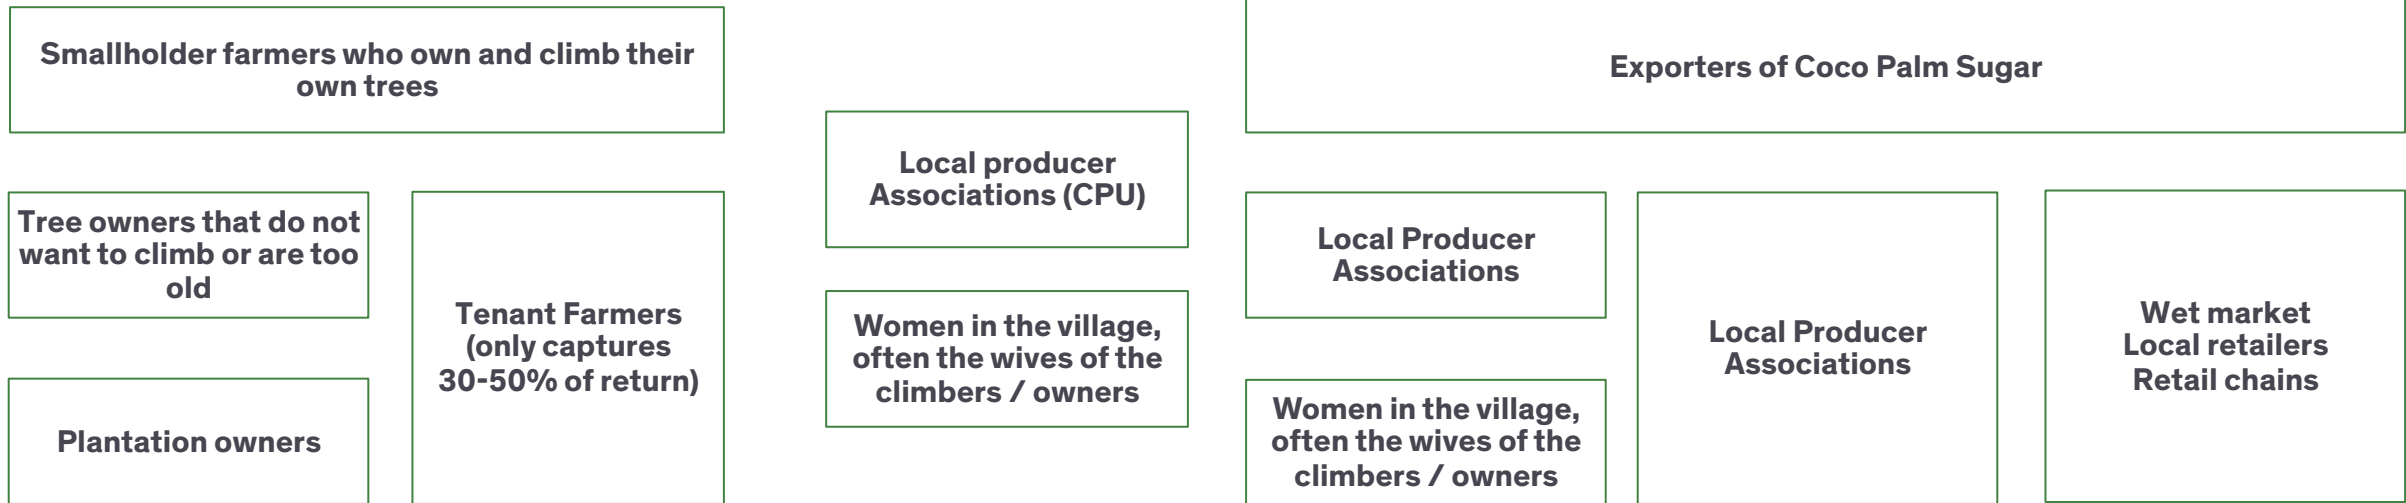 Smallholder farmers who own and climb their
own trees
Exporters of Coco Palm Sugar
Local producer
Associations (CPU)
Tree owners that do not
want to climb or are too
old
Tenant Farmers
(only captures
30-50% of return)
Plantation owners
Women in the village,
often the wives of the
climbers / owners
Local Producer
Associations
Women in the village,
often the wives of the
climbers / owners
Local Producer
Associations
Wet market
Local retailers
Retail chains